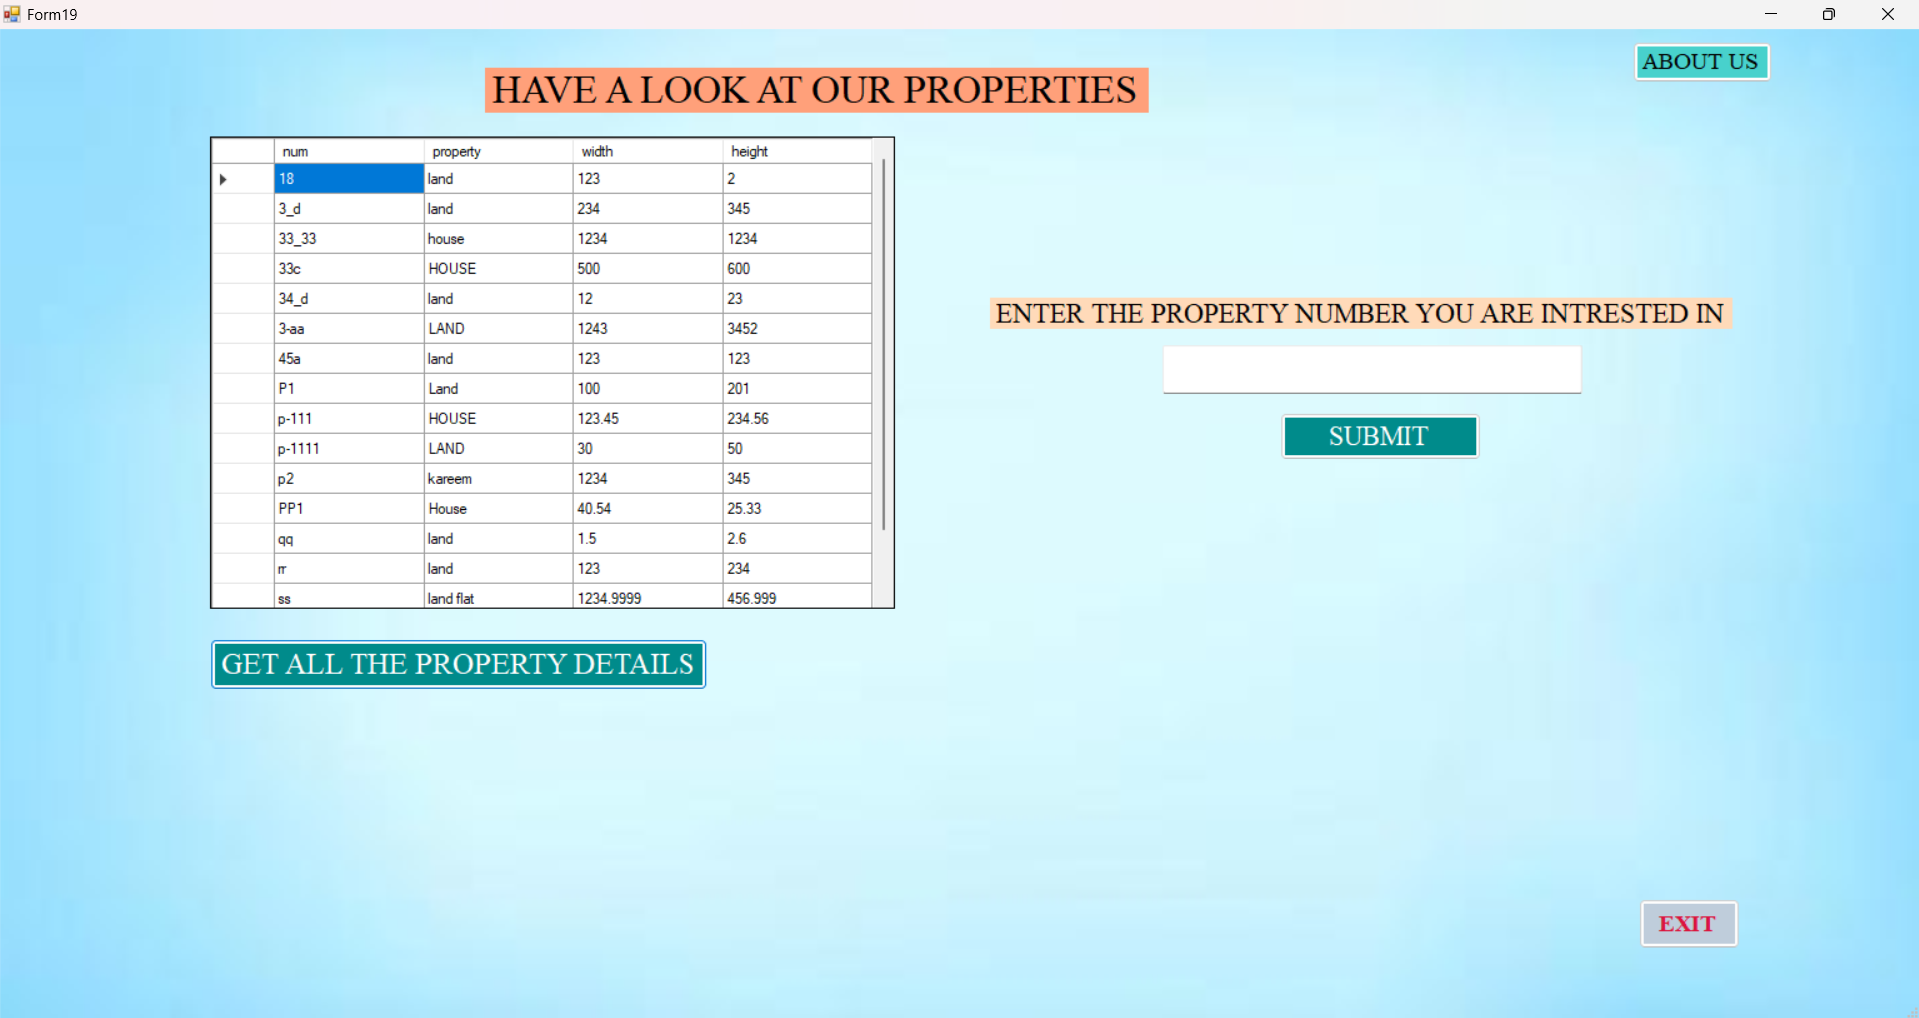 Form19
ABOUT US
HAVE A LOOK AT OUR PROPERTIES
num property width height
18 land 123 2
3_d land 234 345
33_33 house 1234 1234
33c HOUSE 500 600
34_d land 12 23
3-aa LAND 1243 3452
45a land 123 123
P1 Land 100 201
p-111 HOUSE 123.45 234.56
p-1111 LAND 30 50
p2 kareem 1234 345
PP1 House 40.54 25.33
qq land 1.5 2.6
rr land 123 234
ss land flat 1234.9999 456.999
ENTER THE PROPERTY NUMBER YOU ARE INTRESTED IN
SUBMIT
GET ALL THE PROPERTY DETAILS
EXIT